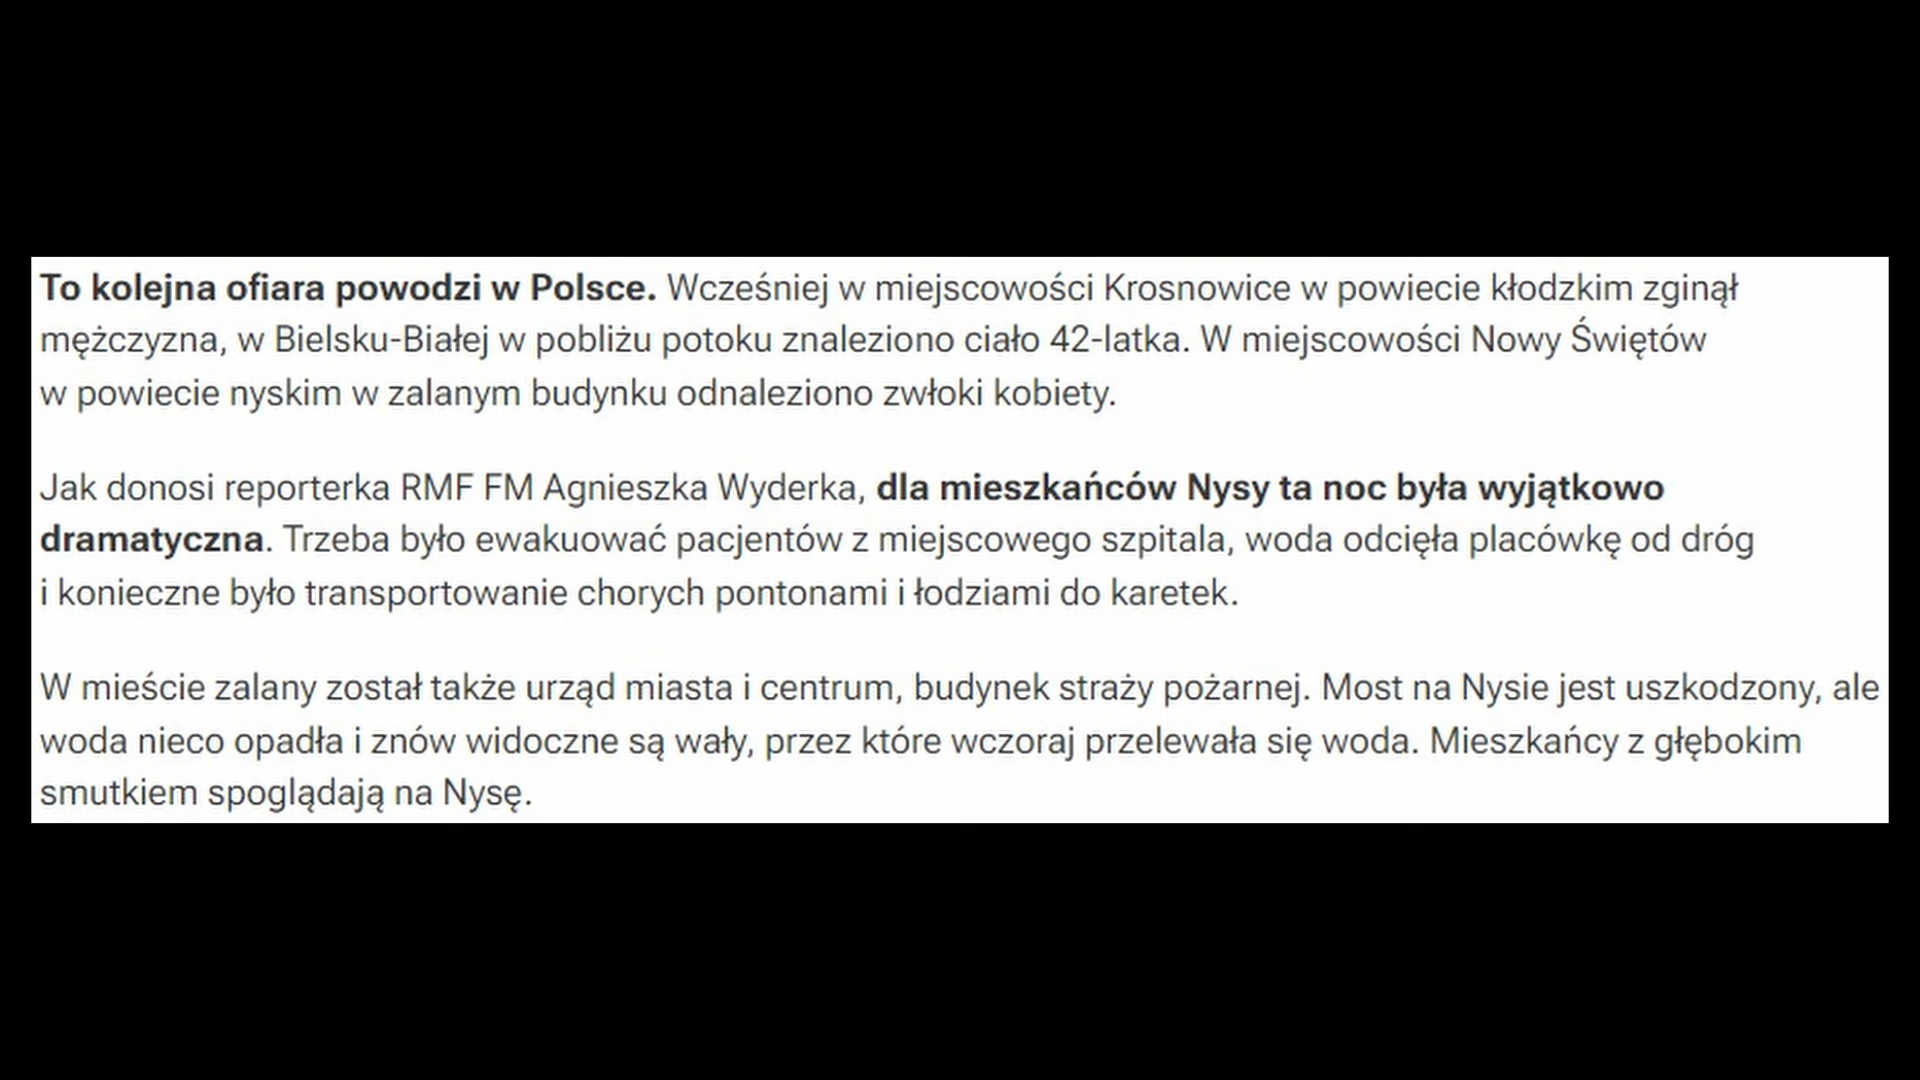 To kolejna ofiara powodzi w Polsce. Wcześniej w miejscowości Krosnowice w powiecie kłodzkim zginął
mężczyzna, w Bielsku-Białej w pobliżu potoku znaleziono ciało 42-latka. W miejscowości Nowy Świętów
w powiecie nyskim w zalanym budynku odnaleziono zwłoki kobiety.
Jak donosi reporterka RMF FM Agnieszka Wyderka, dla mieszkańców Nysy ta noc była wyjątkowo
dramatyczna. Trzeba było ewakuować pacjentów z miejscowego szpitala, woda odcięła placówkę od dróg
i konieczne było transportowanie chorych pontonami i łodziami do karetek.
W mieście zalany został także urząd miasta i centrum, budynek straży pożarnej. Most na Nysie jest uszkodzony, ale
woda nieco opadła i znów widoczne są wały, przez które wczoraj przelewała się woda. Mieszkańcy z głębokim
smutkiem spoglądają na Nysę.